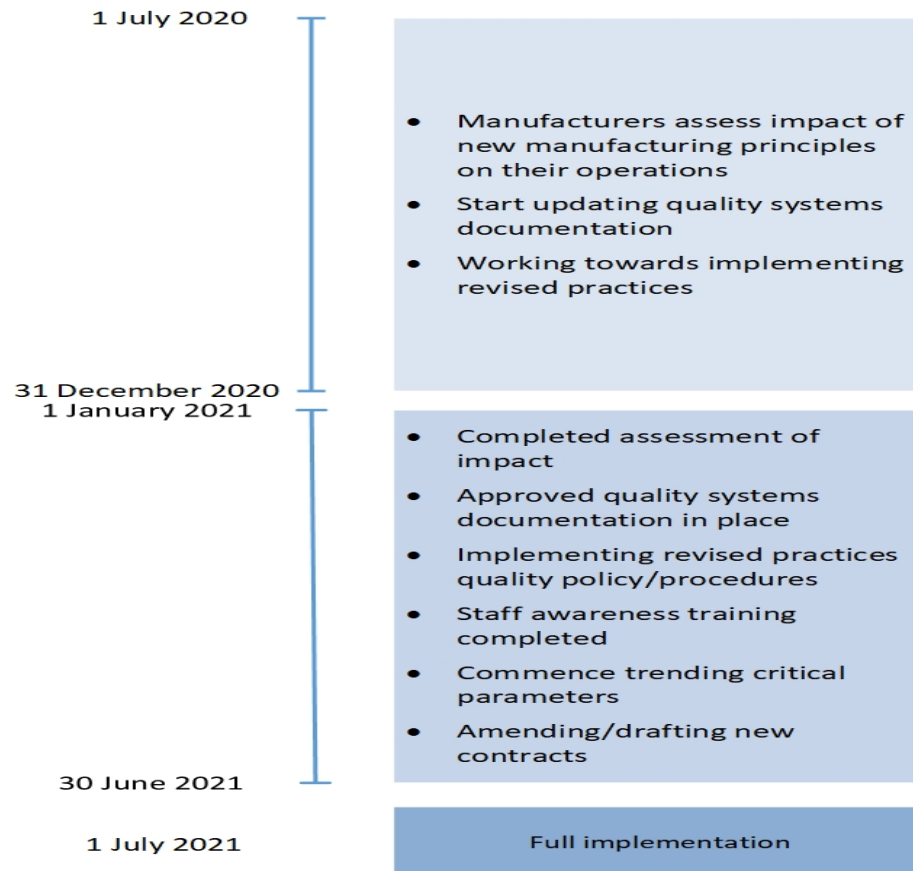 1 July 2020
• Manufacturers assess impact of
new manufacturing principles
on their operations
• Start updating quality systems
documentation
• Working towards implementing
revised practices
31 December 2020
1 January 2021
• Completed assessment of
impact
• Approved quality systems
documentation in place
• Implementing revised practices
quality policy/procedures
• Staff awareness training
completed
• Commence trending critical
parameters
• Amending/drafting new
contracts
30 June 2021
1 July 2021
Full implementation